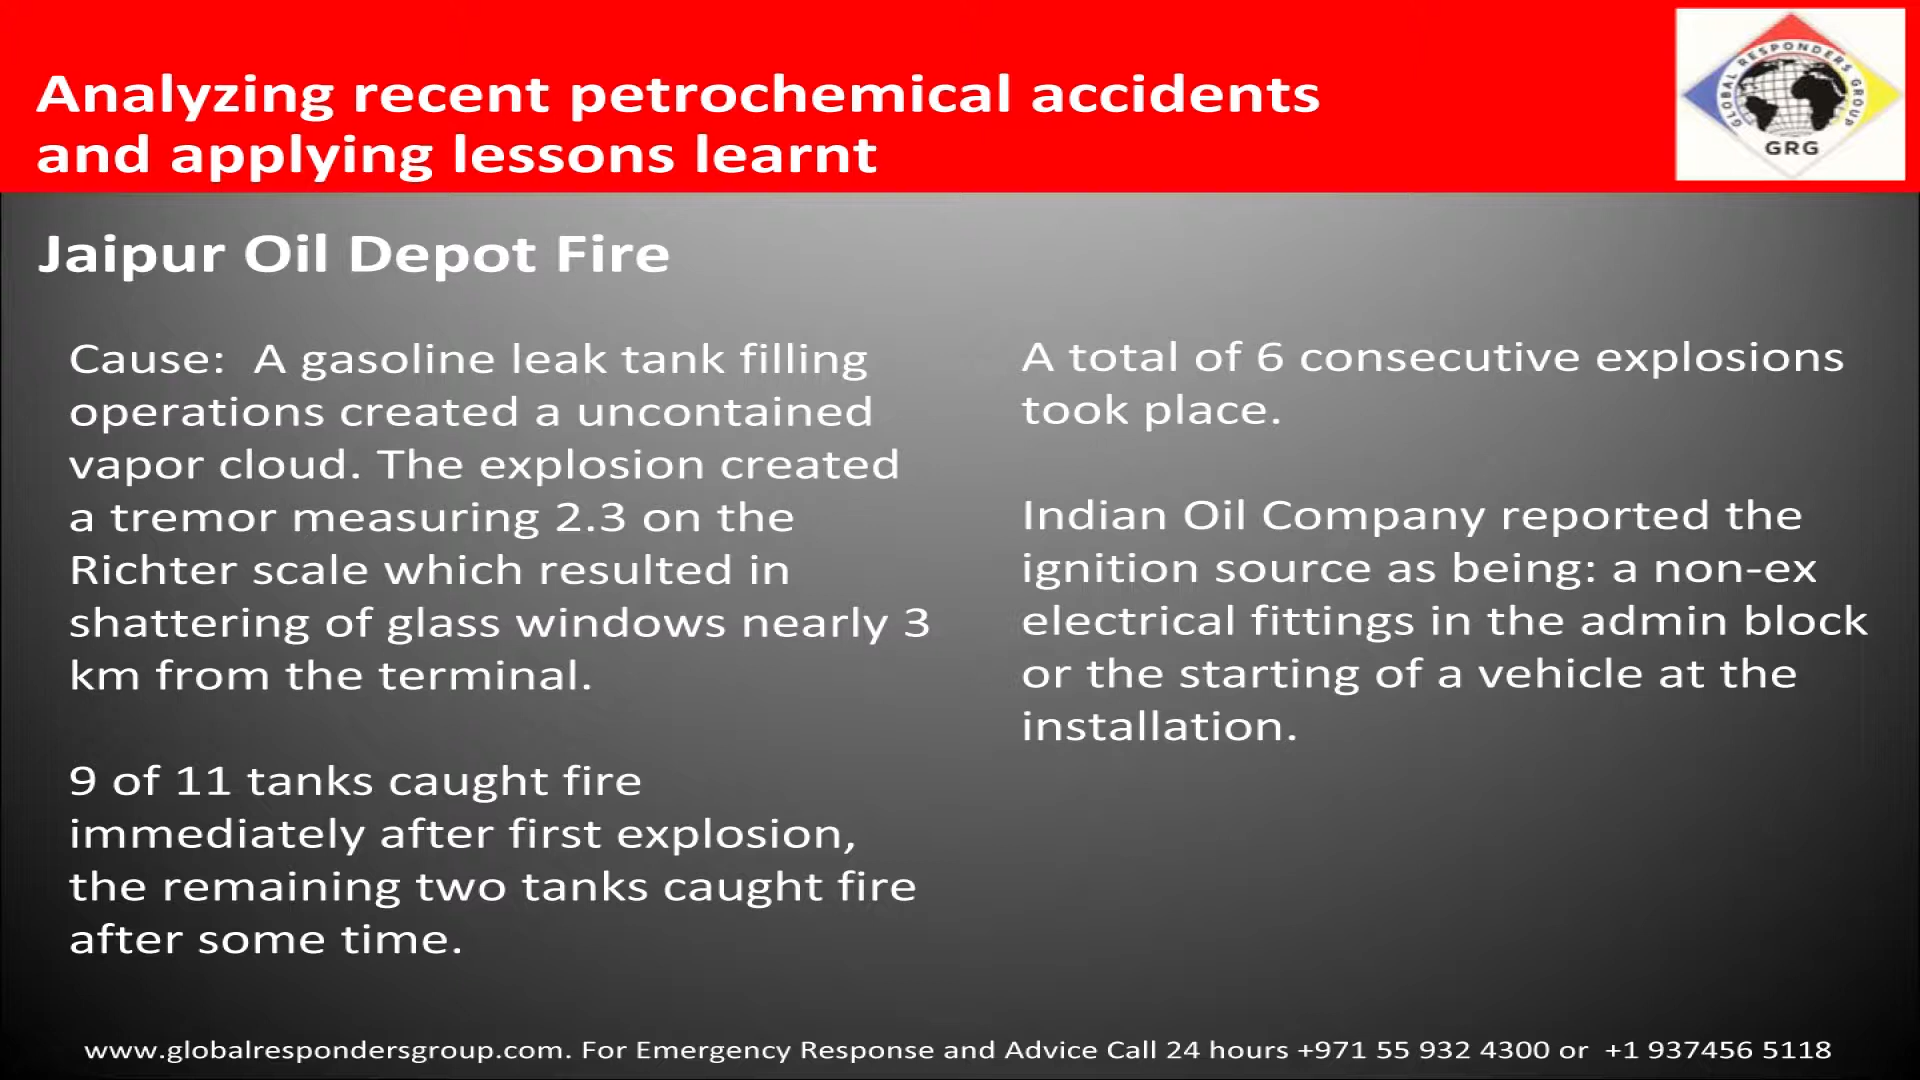 Analyzing recent petrochemical accidents
and applying lessons learnt
GLOBAL RESPONDERS GROUP
GRG
Jaipur Oil Depot Fire
Cause:  A gasoline leak tank filling
operations created a uncontained
vapor cloud. The explosion created
a tremor measuring 2.3 on the
Richter scale which resulted in
shattering of glass windows nearly 3
km from the terminal.
9 of 11 tanks caught fire
immediately after first explosion,
the remaining two tanks caught fire
after some time.
A total of 6 consecutive explosions
took place.
Indian Oil Company reported the
ignition source as being: a non-ex
electrical fittings in the admin block
or the starting of a vehicle at the
installation.
www.globalrespondersgroup.com. For Emergency Response and Advice Call 24 hours +971 55 932 4300 or  +1 937456 5118